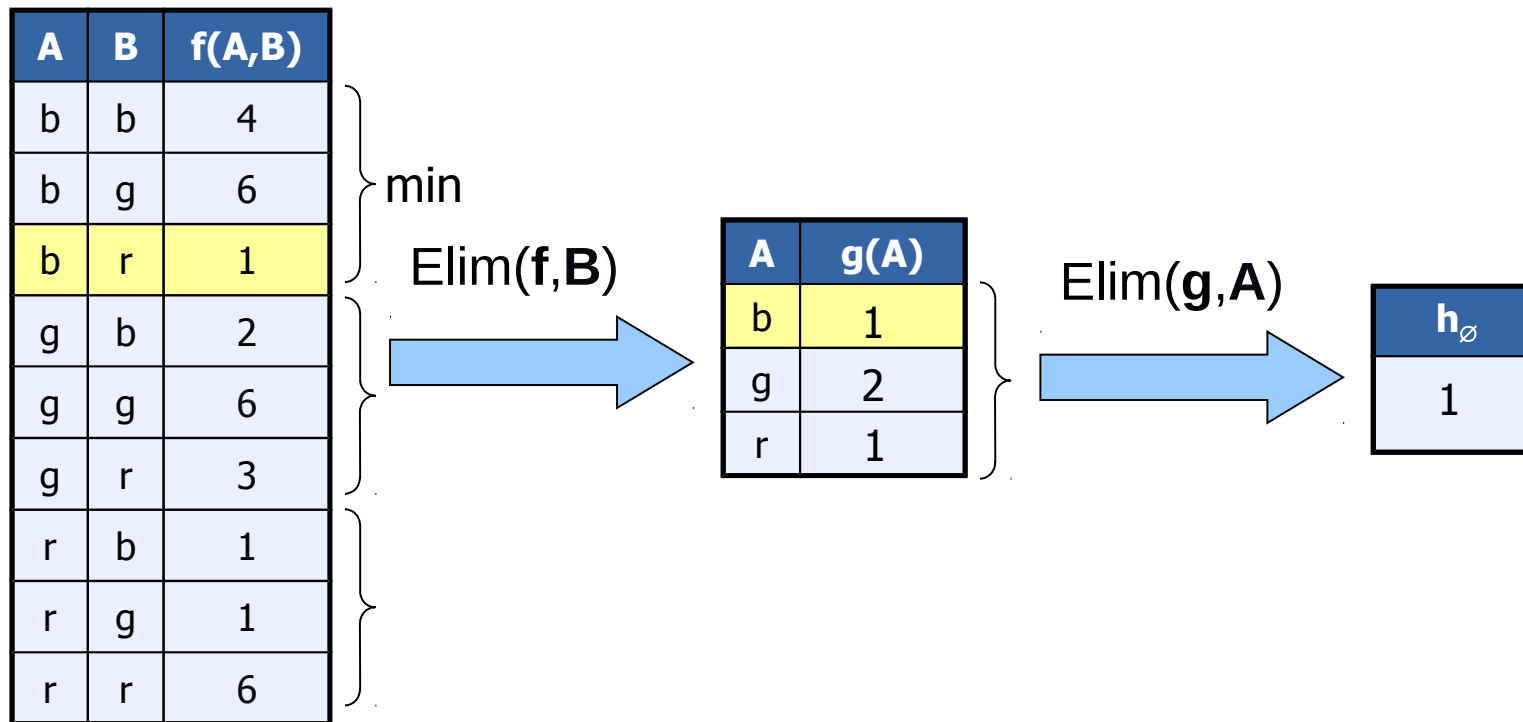 A B f(A,B)
b b 4
b g 6
b r 1
g b 2
g g 6
g r 3
r b 1
r g 1
r r 6
min
Elim(f,B)
A g(A)
b 1
g 2
r 1
Elim(g,A)
h∅
1